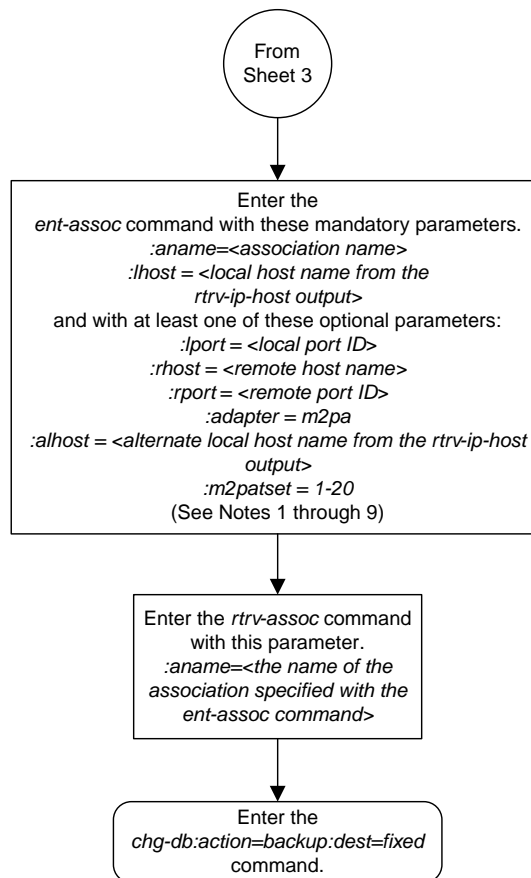 From
Sheet 3
Enter the
ent-assoc command with these mandatory parameters.
:aname=<association name>
:lhost = <local host name from the
rtrv-ip-host output>
and with at least one of these optional parameters:
:lport = <local port ID>
:rhost = <remote host name>
:rport = <remote port ID>
:adapter = m2pa
:alhost = <alternate local host name from the rtrv-ip-host
output>
:m2patset = 1-20
(See Notes 1 through 9)
Enter the rtrv-assoc command
with this parameter.
:aname=<the name of the
association specified with the
ent-assoc command>
Enter the
chg-db:action=backup:dest=fixed
command.